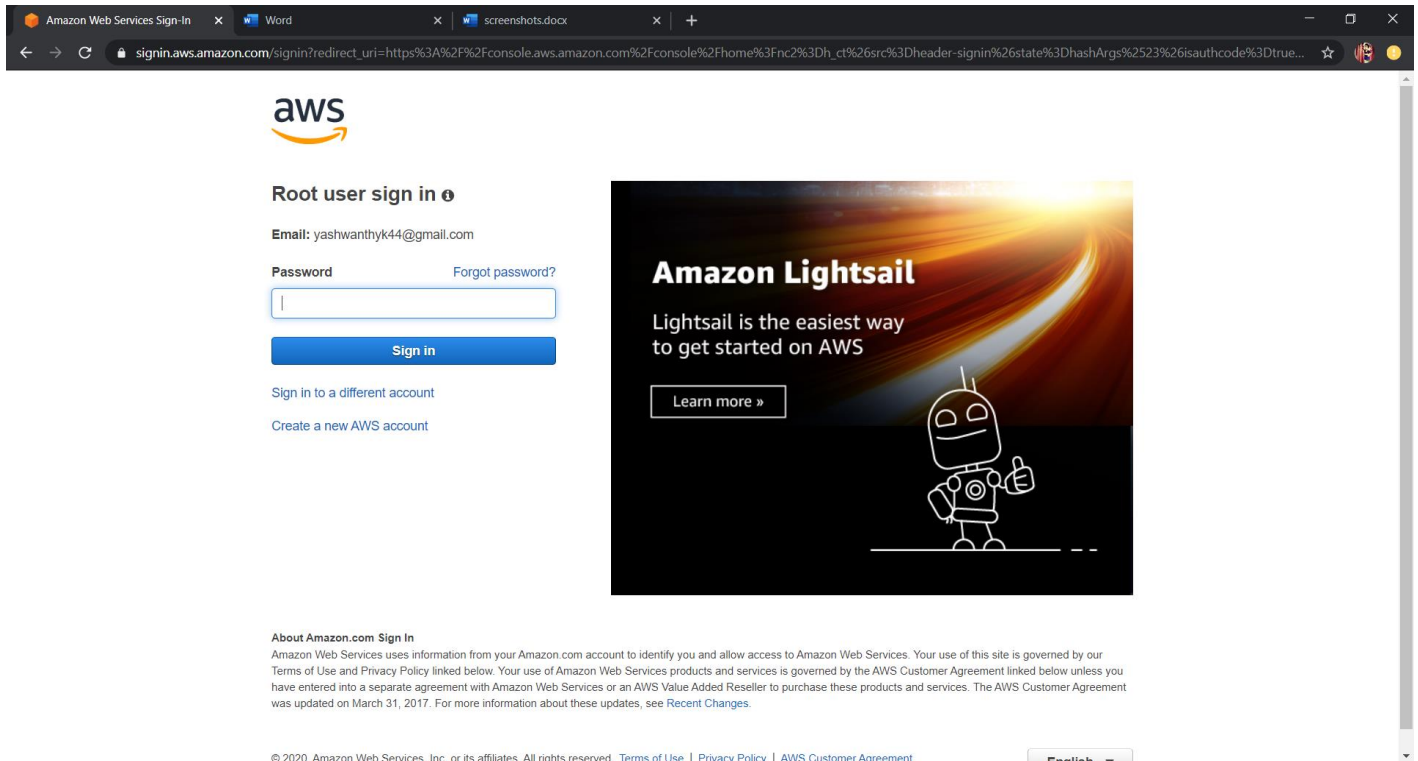 Amazon Web Services Sign-In
Word
screenshots.docx
signin.aws.amazon.com/signin?redirect_uri=https%3A%2F%2Fconsole.aws.amazon.com%2Fconsole%2Fhome%3Fnc2%3Dh_ct%26src%3Dheader-signin%26state%3DhashArgs%2523%26isauthcode%3Dtrue...
aws
Root user sign in
Email: yashwanthyk44@gmail.com
Password
Forgot password?
Sign in
Sign in to a different account
Create a new AWS account
Amazon Lightsail
Lightsail is the easiest way
to get started on AWS
Learn more »
About Amazon.com Sign In
Amazon Web Services uses information from your Amazon.com account to identify you and allow access to Amazon Web Services. Your use of this site is governed by our
Terms of Use and Privacy Policy linked below. Your use of Amazon Web Services products and services is governed by the AWS Customer Agreement linked below unless you
have entered into a separate agreement with Amazon Web Services or an AWS Value Added Reseller to purchase these products and services. The AWS Customer Agreement
was updated on March 31, 2017. For more information about these updates, see Recent Changes.
© 2020, Amazon Web Services, Inc. or its affiliates. All rights reserved. Terms of Use | Privacy Policy | AWS Customer Agreement
English